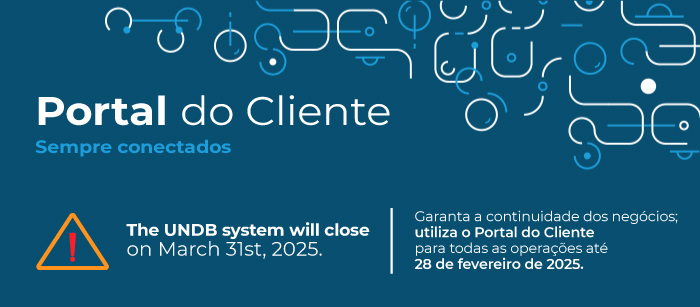 Portal do Cliente
Sempre conectados
The UNDB system will close
on March 31st, 2025.
Garanta a continuidade dos negócios;
utiliza o Portal do Cliente
para todas as operações até
28 de fevereiro de 2025.